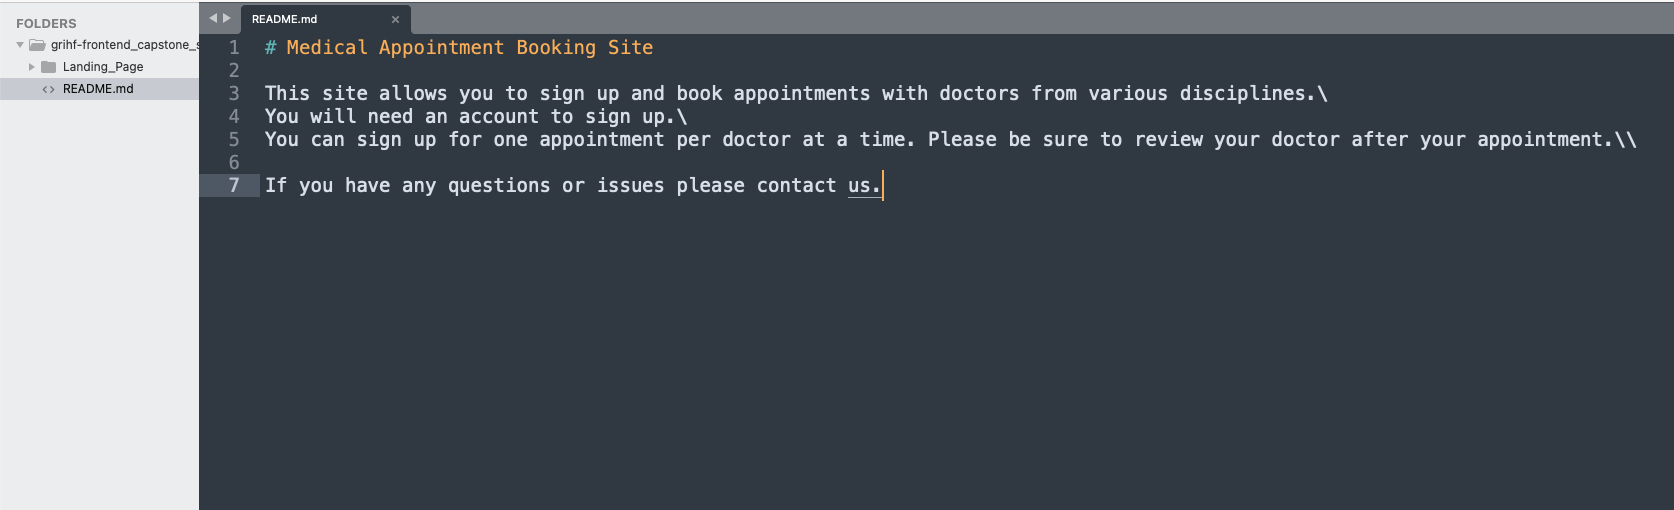 FOLDERS
grihf-frontend_capstone_s
Landing_Page
README.md
README.md
1 # Medical Appointment Booking Site
2
3 This site allows you to sign up and book appointments with doctors from various disciplines.\
4 You will need an account to sign up.\
5 You can sign up for one appointment per doctor at a time. Please be sure to review your doctor after your appointment.\\
6
7 If you have any questions or issues please contact us.